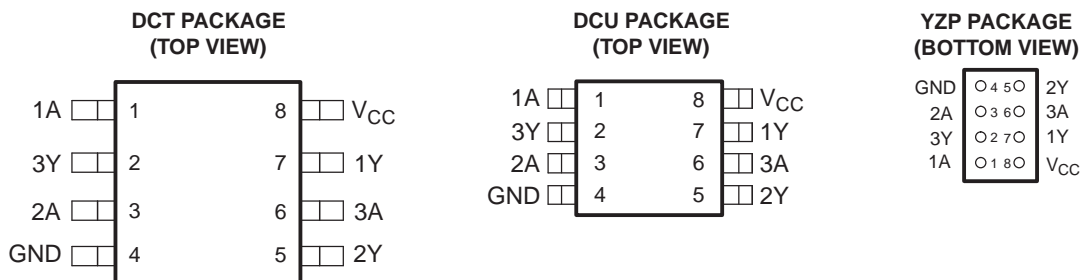 DCT PACKAGE
(TOP VIEW)
1A 1 8 VCC
3Y 2 7 1Y
2A 3 6 3A
GND 4 5 2Y
DCU PACKAGE
(TOP VIEW)
1A 1 8 VCC
3Y 2 7 1Y
2A 3 6 3A
GND 4 5 2Y
YZP PACKAGE
(BOTTOM VIEW)
GND 4 5 2Y
2A 3 6 3A
3Y 2 7 1Y
1A 1 8 VCC